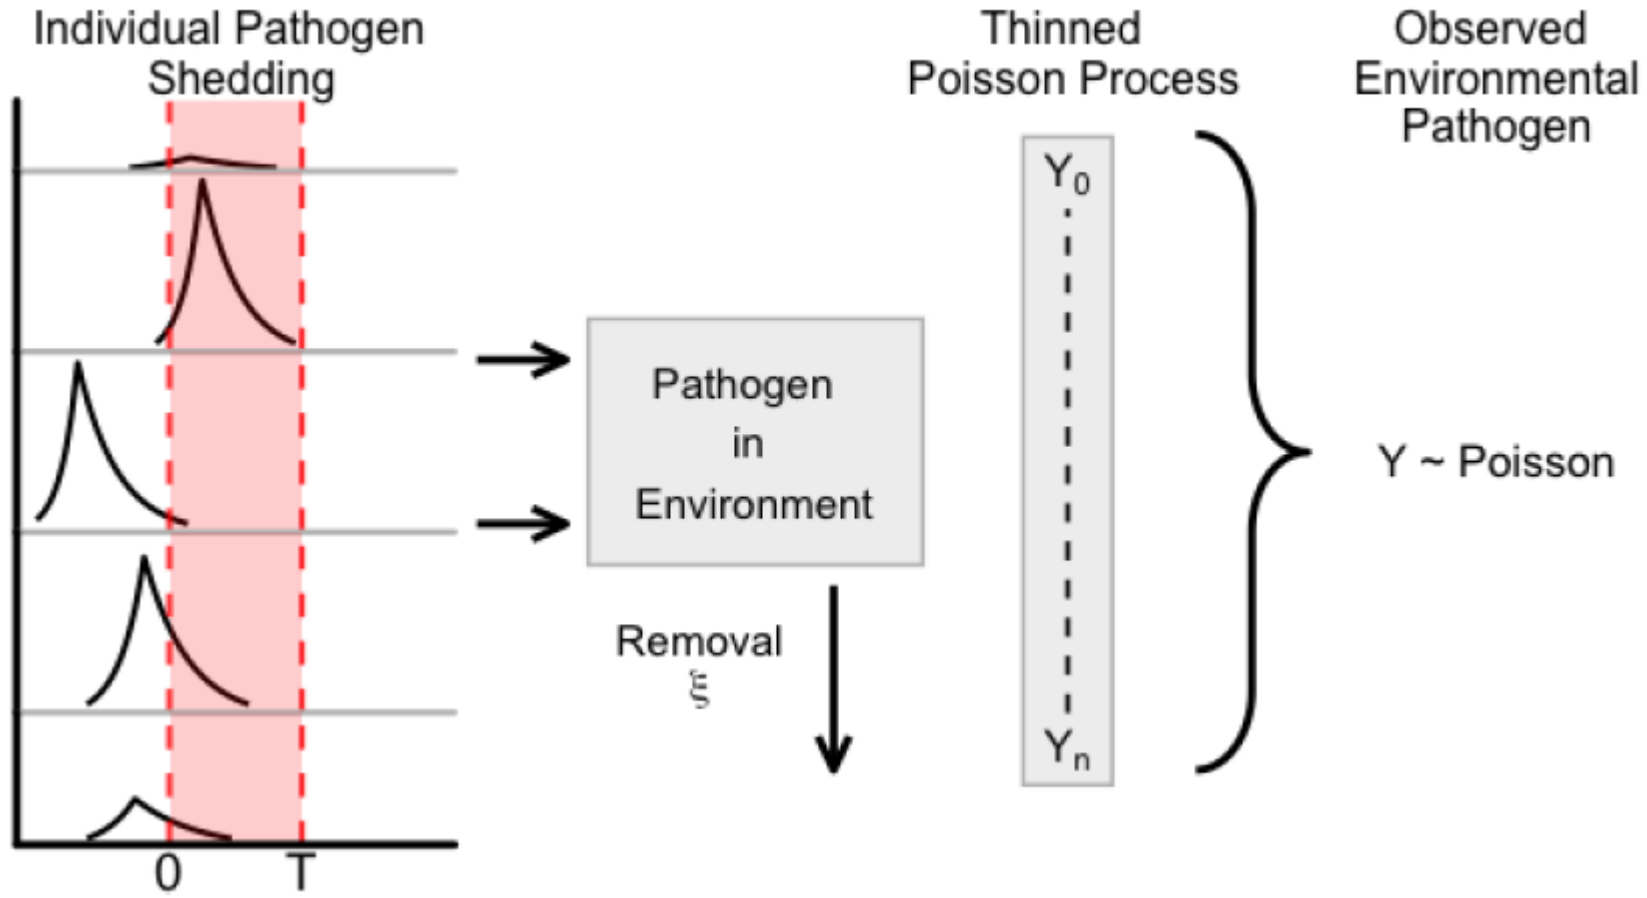 Individual Pathogen
Shedding
Thinned
Poisson Process
Observed
Environmental
Pathogen
Y0
Pathogen
in
Environment
Y ~ Poisson
Removal
ξ
Yn
0
T